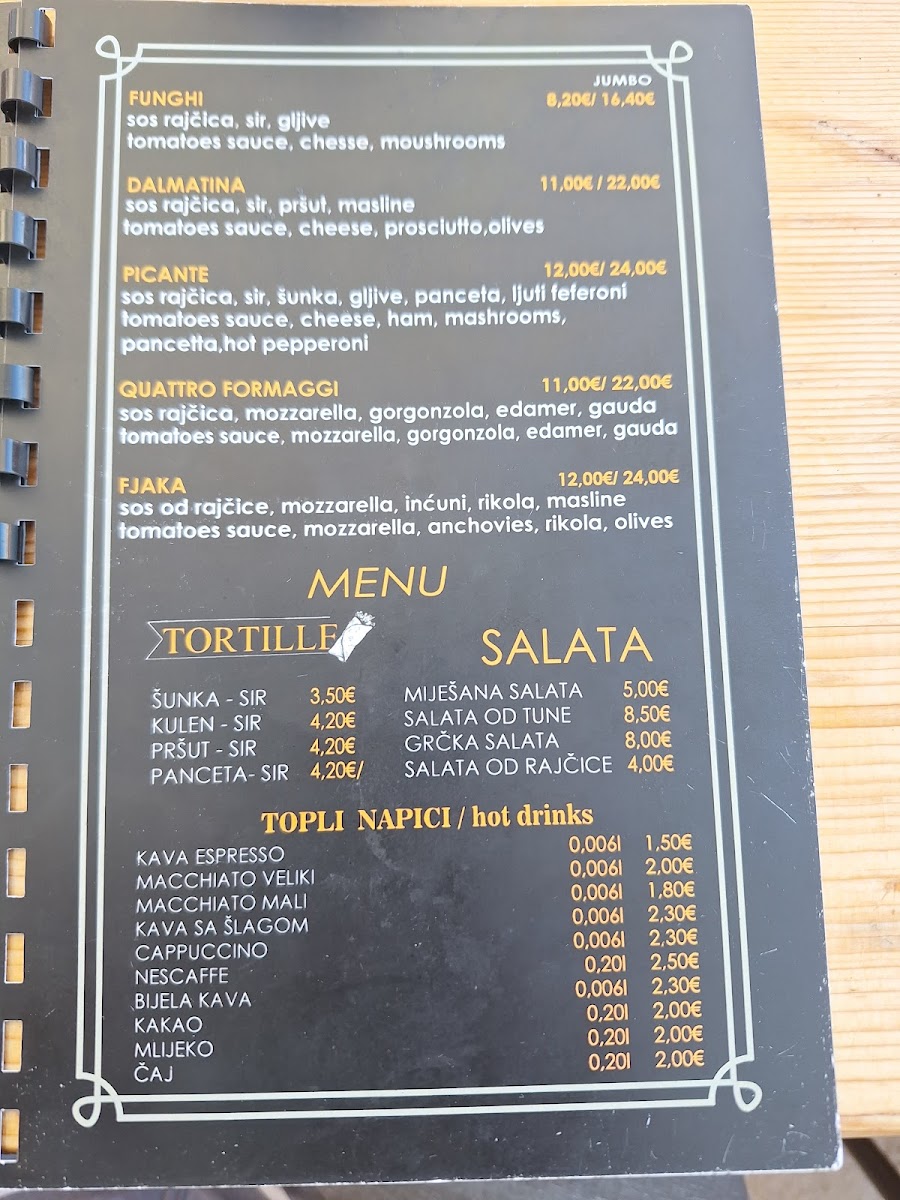 JUMBO
FUNGHI 8,20€/ 16,40€
sos rajčica, sir, gljive
tomatoes sauce, chesse, moushrooms
DALMATINA 11,00€ / 22,00€
sos rajčica, sir, pršut, masline
tomatoes sauce, cheese, prosciutto,olives
PICANTE 12,00€/ 24,00€
sos rajčica, sir, šunka, gljive, panceta, ljuti feferoni
tomatoes sauce, cheese, ham, mashrooms,
pancetta,hot pepperoni
QUATTRO FORMAGGI 11,00€/ 22,00€
sos rajčica, mozzarella, gorgonzola, edamer, gauda
tomatoes sauce, mozzarella, gorgonzola, edamer, gauda
FJAKA 12,00€/ 24,00€
sos od rajčice, mozzarella, inćuni, rikola, masline
tomatoes sauce, mozzarella, anchovies, rikola, olives
MENU
TORTILLE
ŠUNKA - SIR 3,50€
KULEN - SIR 4,20€
PRŠUT - SIR 4,20€
PANCETA- SIR 4,20€/
SALATA
MIJEŠANA SALATA 5,00€
SALATA OD TUNE 8,50€
GRČKA SALATA 8,00€
SALATA OD RAJČICE 4,00€
TOPLI NAPICI / hot drinks
KAVA ESPRESSO 0,006l 1,50€
MACCHIATO VELIKI 0,006l 2,00€
MACCHIATO MALI 0,006l 1,80€
KAVA SA ŠLAGOM 0,006l 2,30€
CAPPUCCINO 0,006l 2,30€
NESCAFFE 0,20l 2,50€
BIJELA KAVA 0,006l 2,30€
KAKAO 0,20l 2,00€
MLIJEKO 0,20l 2,00€
ČAJ 0,20l 2,00€